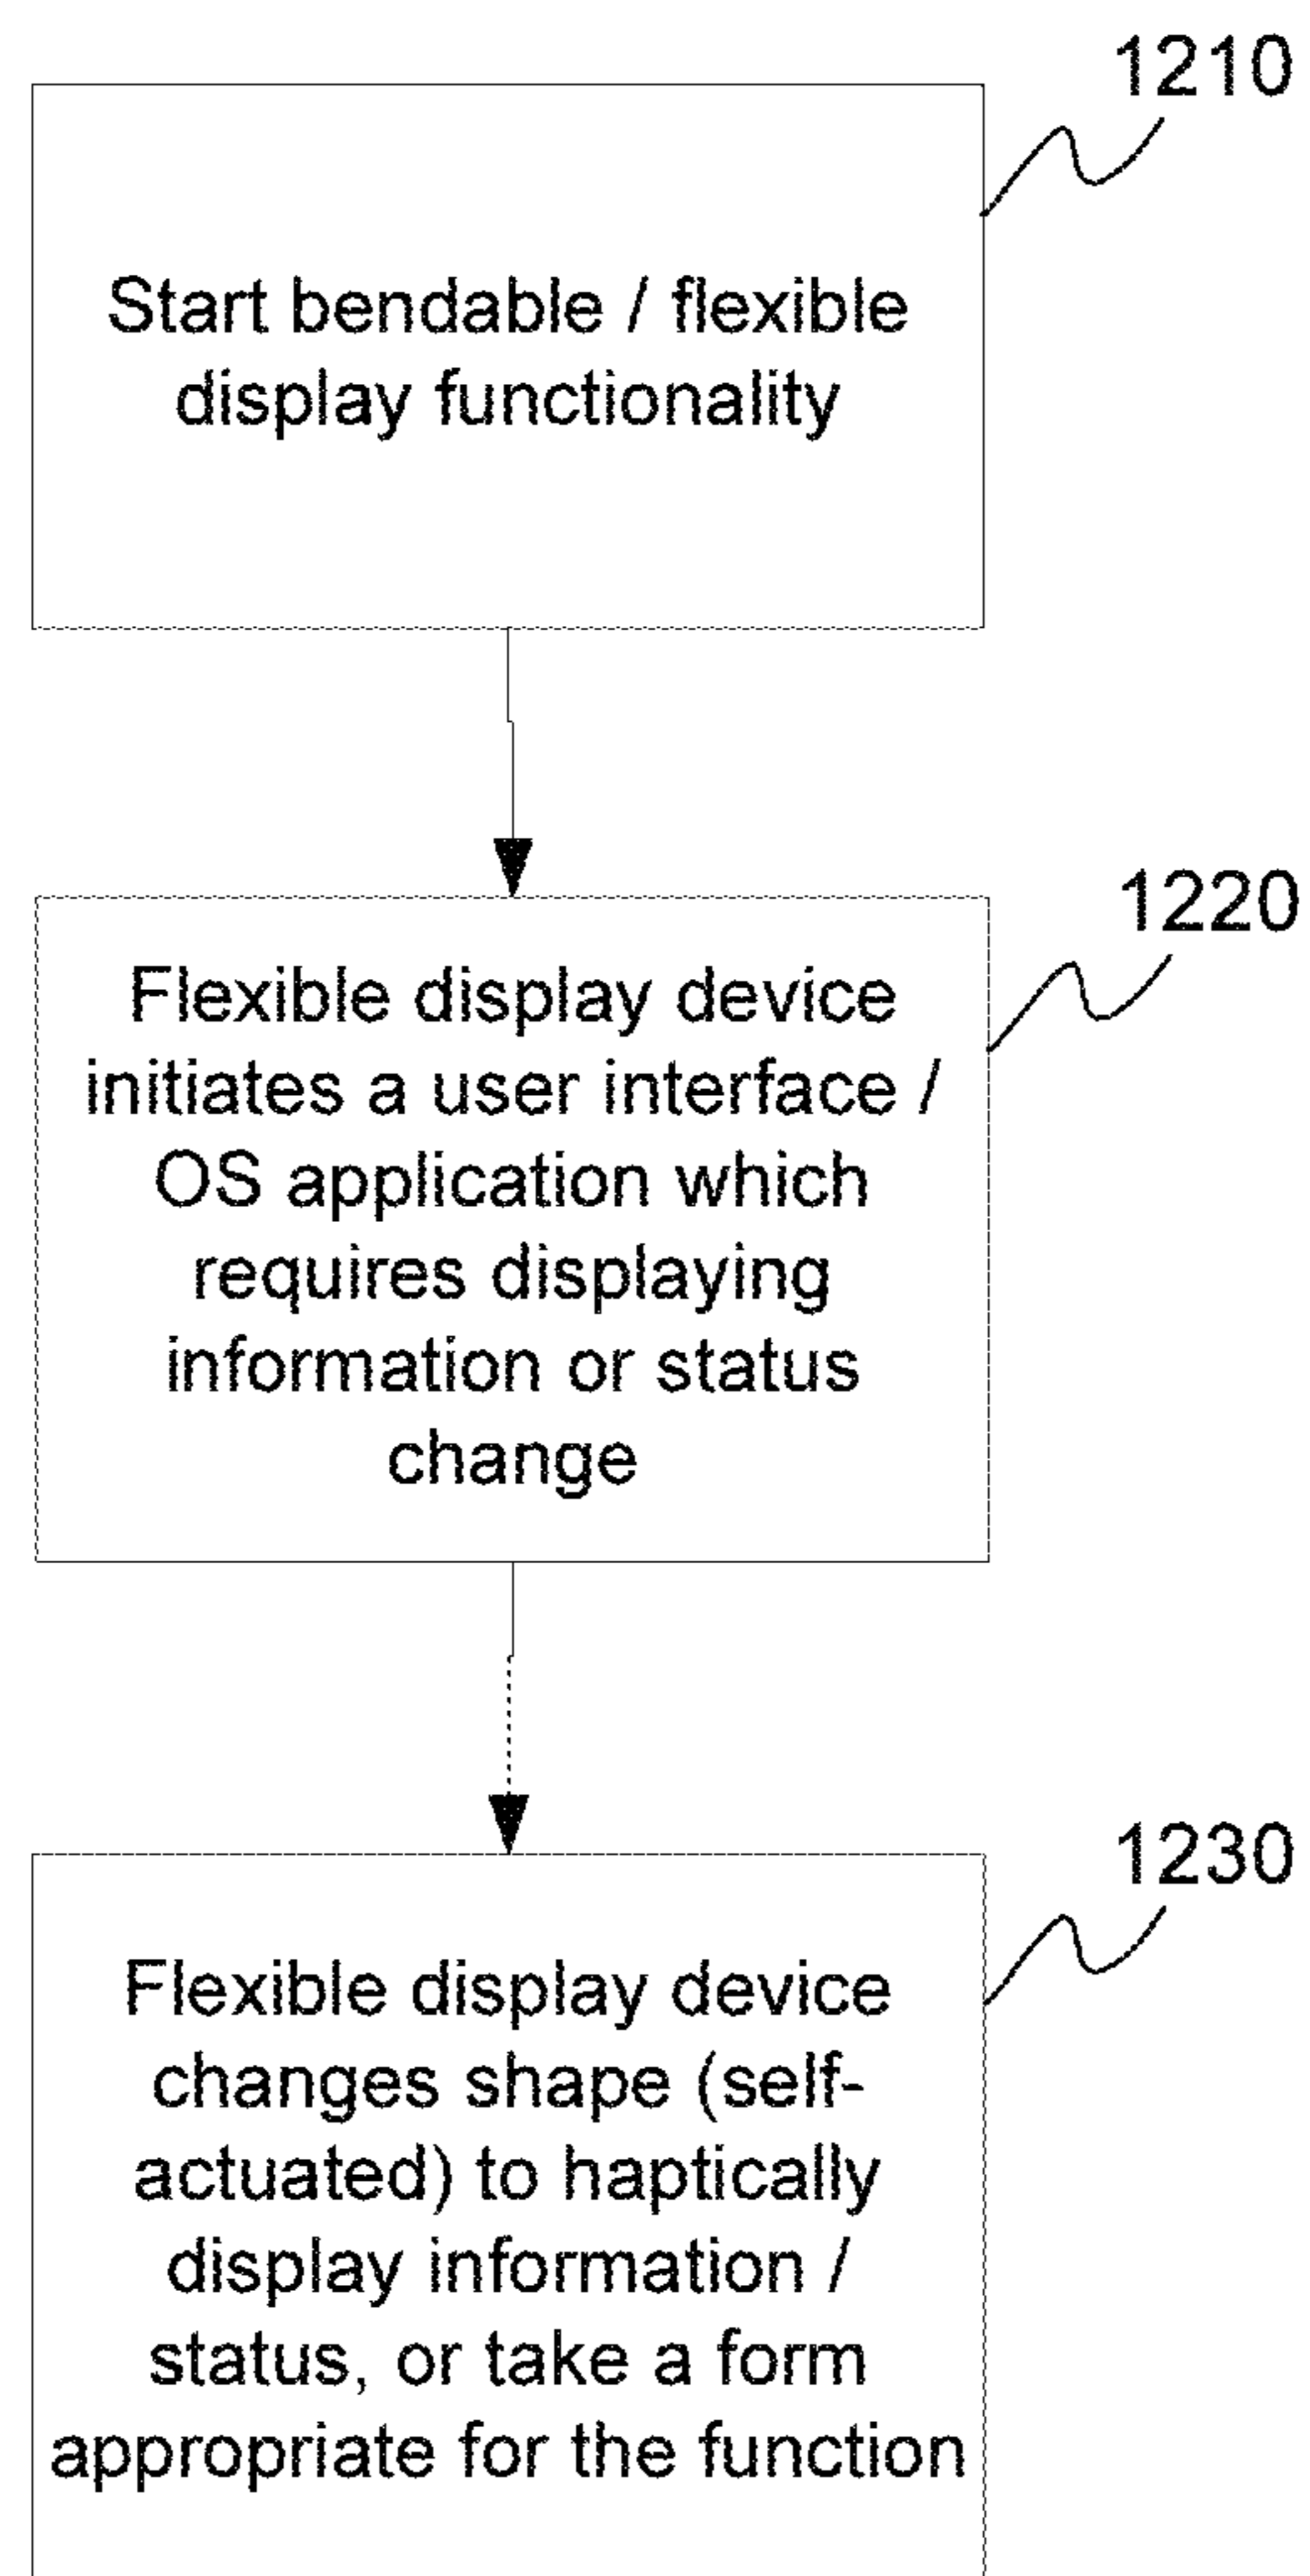 1210
Start bendable / flexible
display functionality
1220
Flexible display device
initiates a user interface /
OS application which
requires displaying
information or status
change
1230
Flexible display device
changes shape (self-
actuated) to haptically
display information /
status, or take a form
appropriate for the function